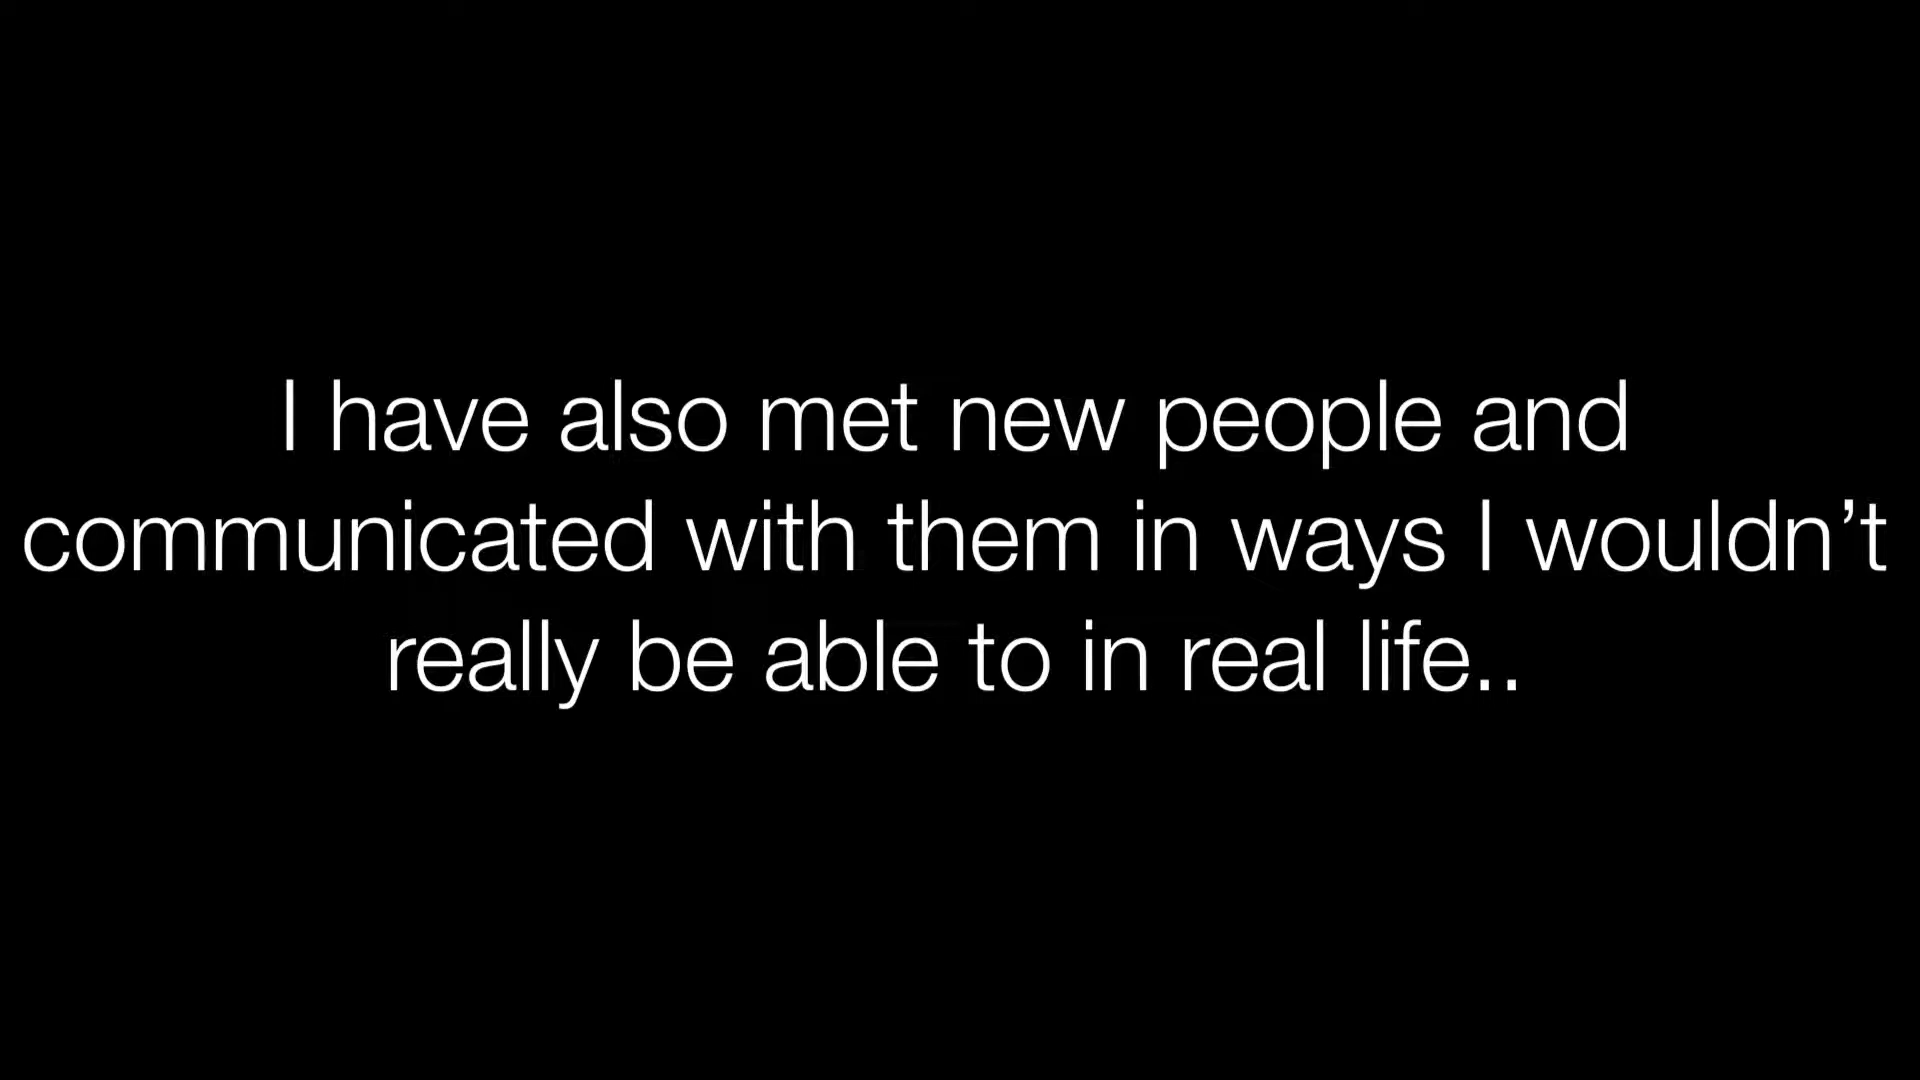 I have also met new people and
communicated with them in ways I wouldn’t
really be able to in real life..